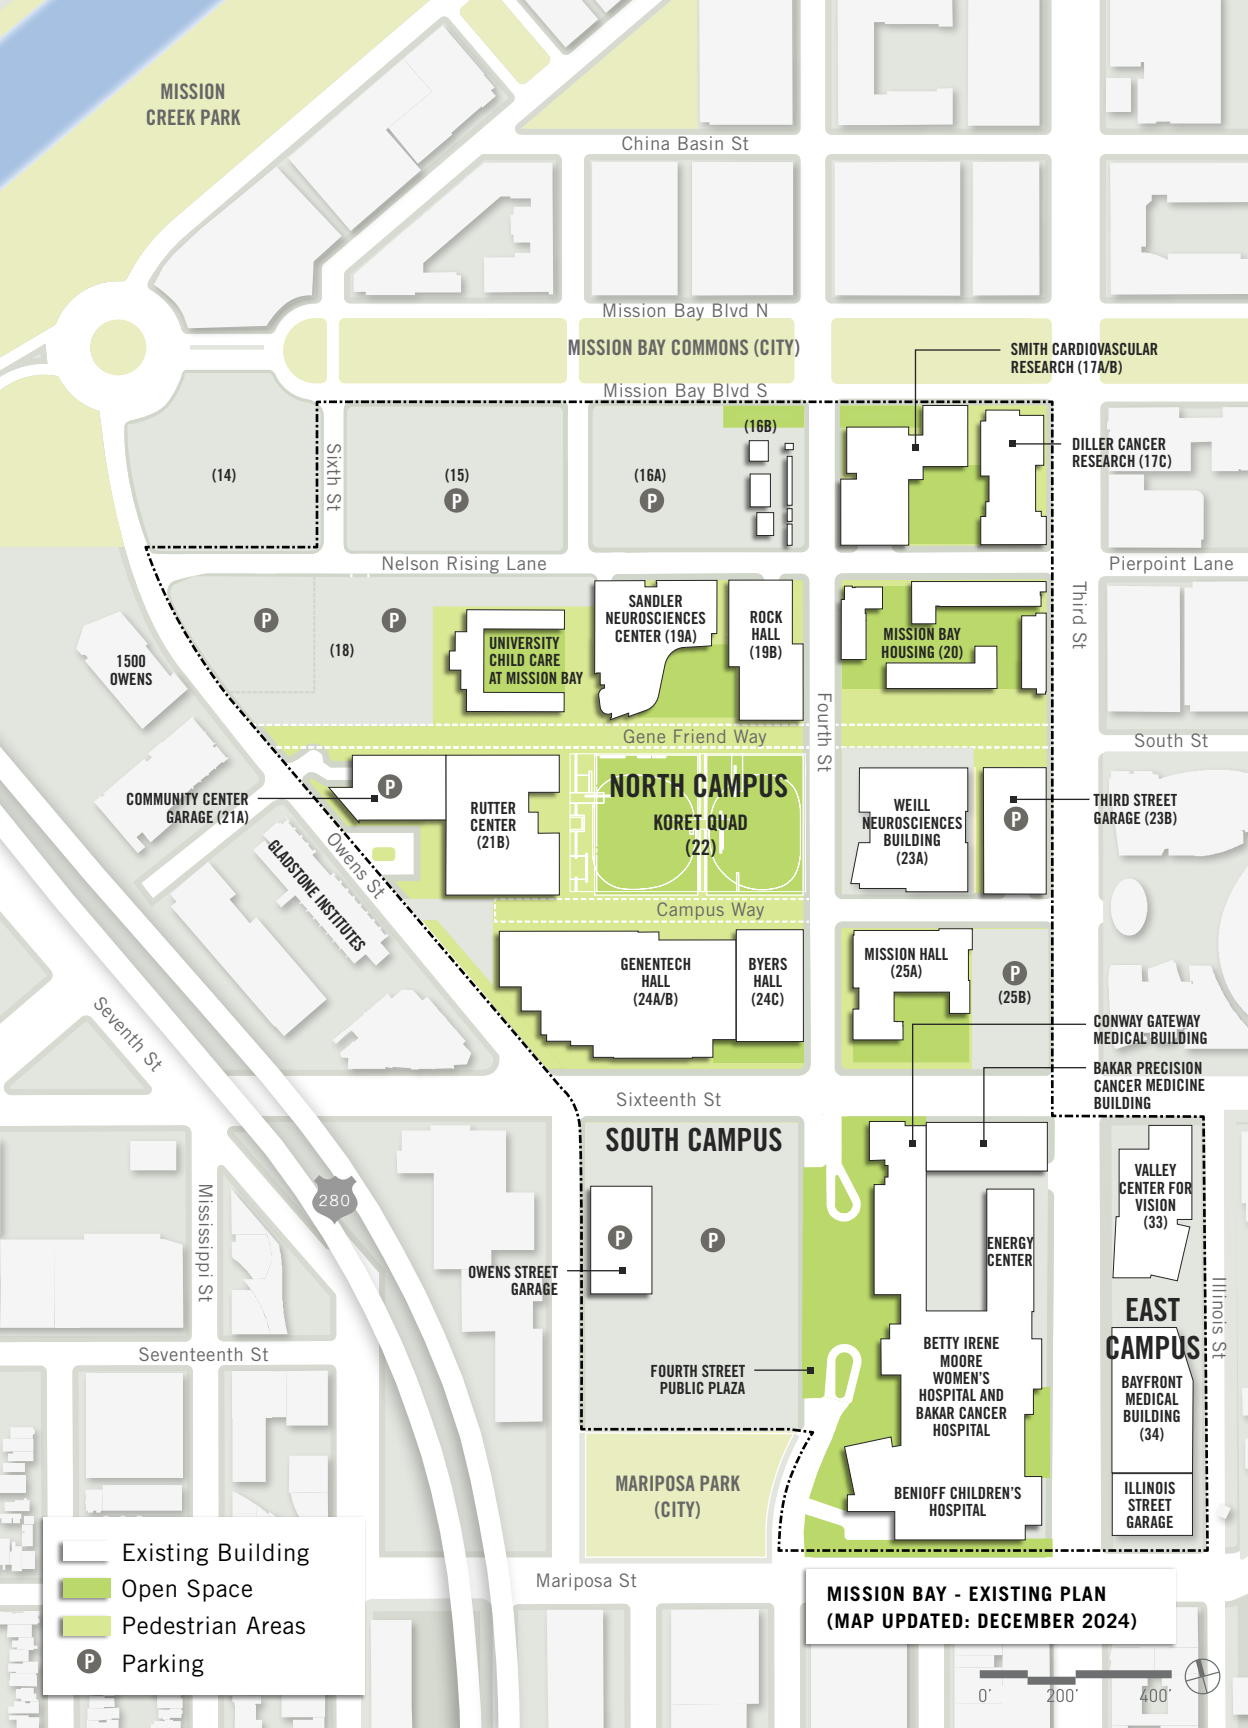 MISSION
CREEK PARK
China Basin St
Mission Bay Blvd N
MISSION BAY COMMONS (CITY)
SMITH CARDIOVASCULAR
RESEARCH (17A/B)
Mission Bay Blvd S
(16B)
DILLER CANCER
RESEARCH (17C)
(14)
Sixth St
(15)
P
(16A)
P
Nelson Rising Lane
Pierpoint Lane
Third St
P
P
(18)
UNIVERSITY
CHILD CARE
AT MISSION BAY
SANDLER
NEUROSCIENCES
CENTER (19A)
ROCK
HALL
(19B)
MISSION BAY
HOUSING (20)
1500
OWENS
Fourth St
Gene Friend Way
South St
COMMUNITY CENTER
GARAGE (21A)
P
RUTTER
CENTER
(21B)
NORTH CAMPUS
KORET QUAD
(22)
WEILL
NEUROSCIENCES
BUILDING
(23A)
P
THIRD STREET
GARAGE (23B)
Owens St
GLADSTONE INSTITUTES
Campus Way
GENENTECH
HALL
(24A/B)
BYERS
HALL
(24C)
MISSION HALL
(25A)
P
(25B)
CONWAY GATEWAY
MEDICAL BUILDING
BAKAR PRECISION
CANCER MEDICINE
BUILDING
Seventh St
Sixteenth St
SOUTH CAMPUS
280
Mississippi St
P
P
OWENS STREET
GARAGE
ENERGY
CENTER
VALLEY
CENTER FOR
VISION
(33)
Illinois St
EAST
CAMPUS
Seventeenth St
FOURTH STREET
PUBLIC PLAZA
BETTY IRENE
MOORE
WOMEN'S
HOSPITAL AND
BAKAR CANCER
HOSPITAL
BAYFRONT
MEDICAL
BUILDING
(34)
MARIPOSA PARK
(CITY)
BENIOFF CHILDREN'S
HOSPITAL
ILLINOIS
STREET
GARAGE
Existing Building
Open Space
Pedestrian Areas
P Parking
Mariposa St
MISSION BAY - EXISTING PLAN
(MAP UPDATED: DECEMBER 2024)
0' 200' 400'